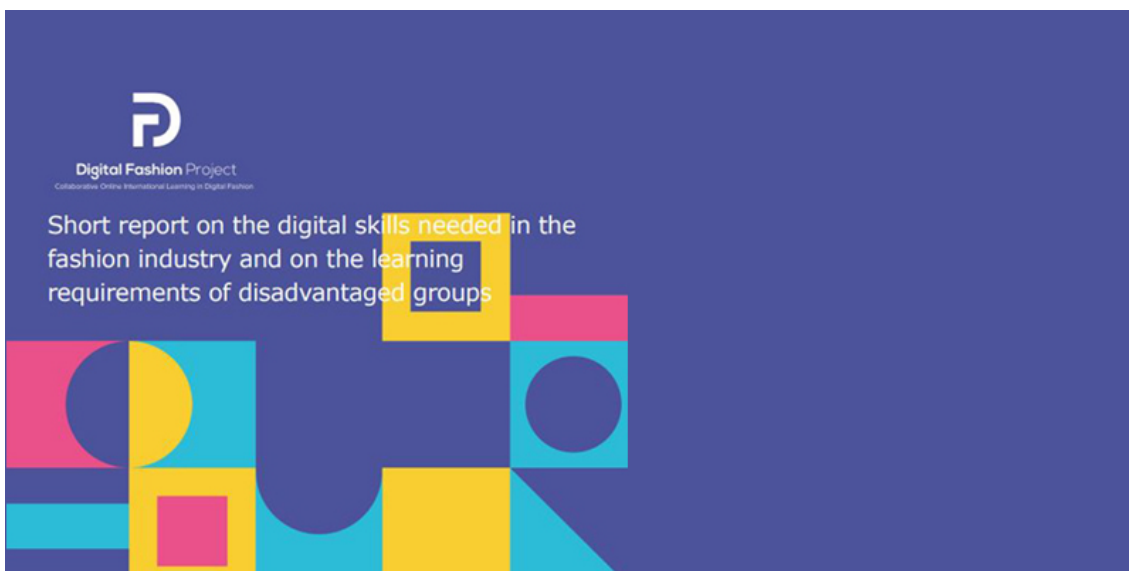 Digital Fashion Project
Collaborative Online International Learning in Digital Fashion
Short report on the digital skills needed in the
fashion industry and on the learning
requirements of disadvantaged groups